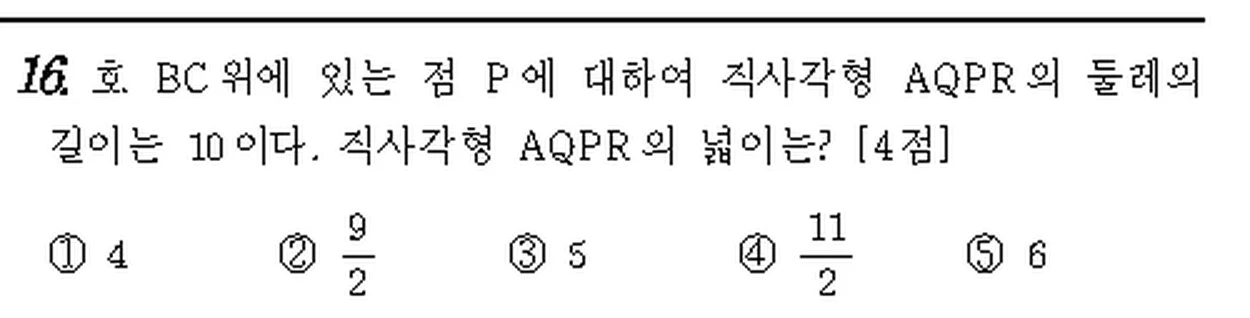 16. 호 BC 위에 있는 점 P에 대하여 직사각형 AQPR의 둘레의
길이는 10이다. 직사각형 AQPR의 넓이는? [4점]
① 4 ② 9/2 ③ 5 ④ 11/2 ⑤ 6